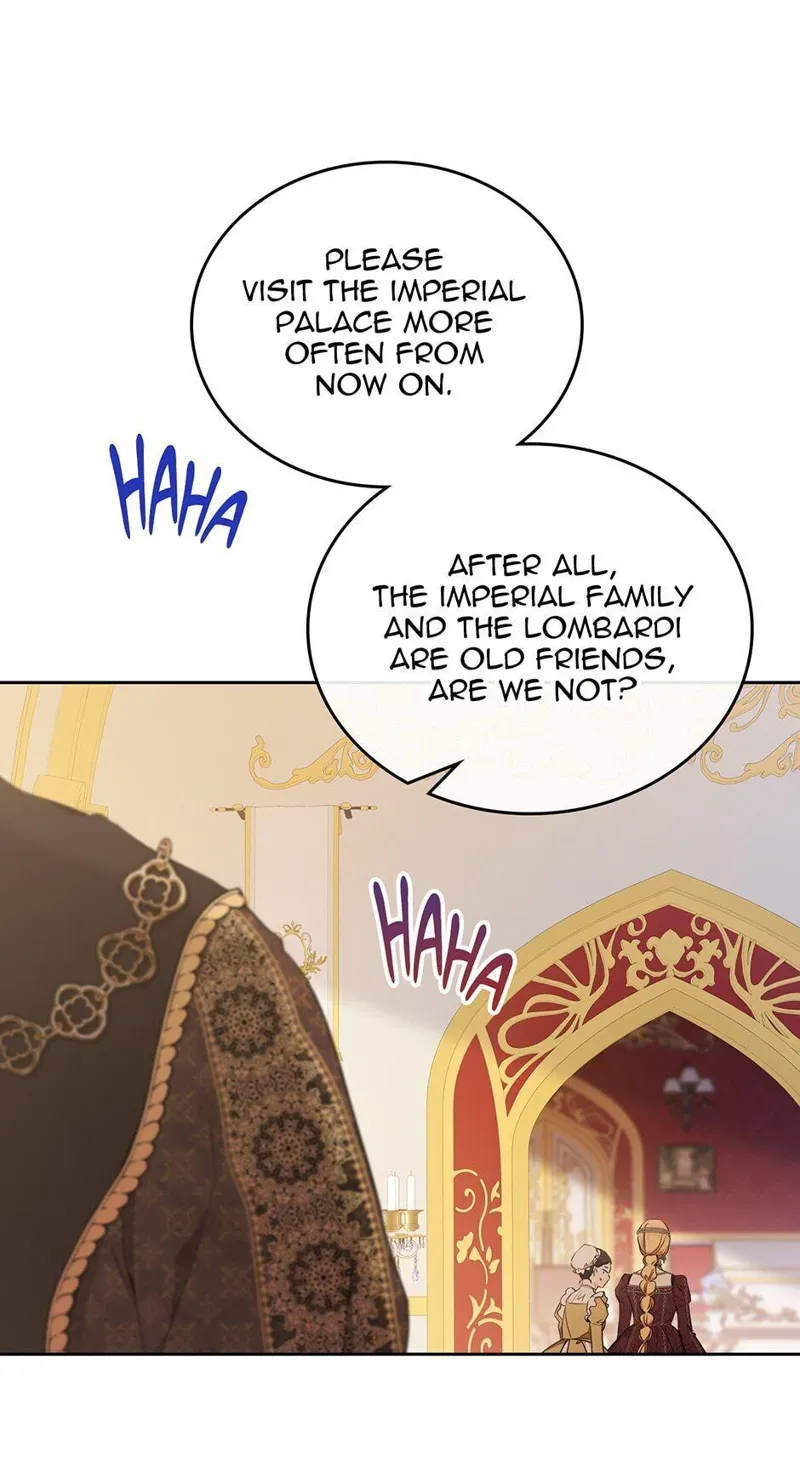 PLEASE
VISIT THE IMPERIAL
PALACE MORE
OFTEN FROM
NOW ON.
HAHA
AFTER ALL,
THE IMPERIAL FAMILY
AND THE LOMBARDI
ARE OLD FRIENDS,
ARE WE NOT?
HAHA